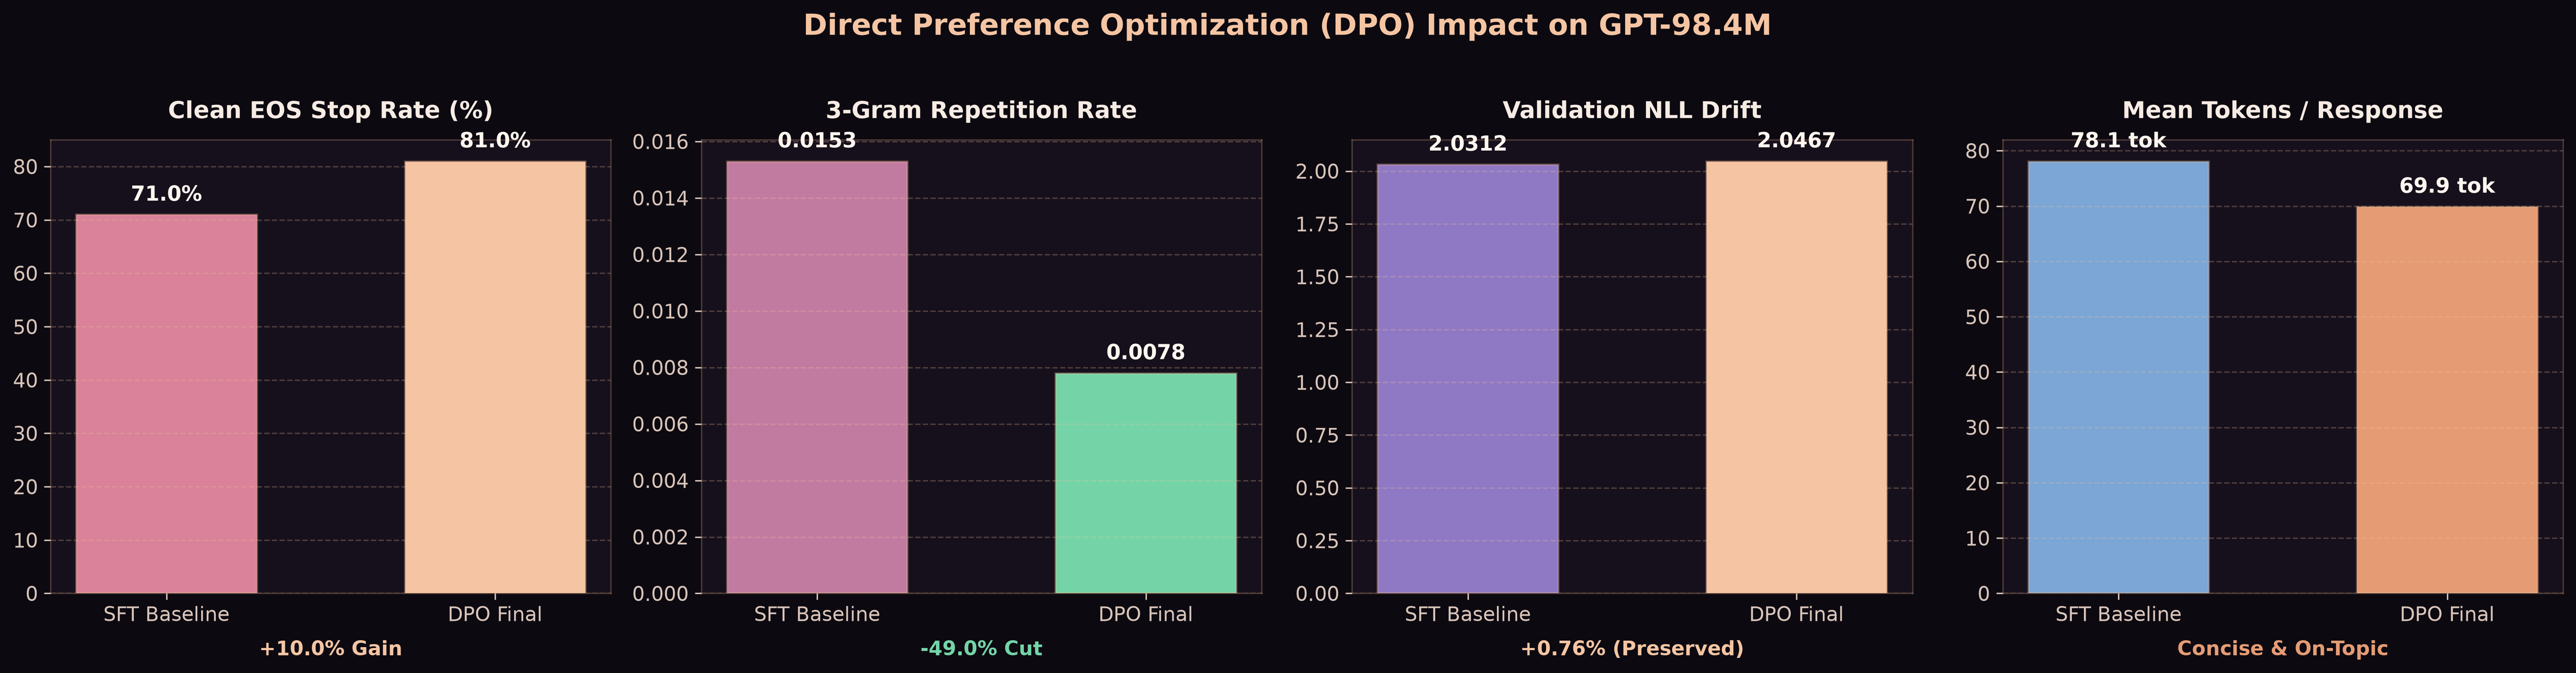 Direct Preference Optimization (DPO) Impact on GPT-98.4M
Clean EOS Stop Rate (%)
80
70
60
50
40
30
20
10
0
71.0%
81.0%
SFT Baseline
DPO Final
+10.0% Gain
3-Gram Repetition Rate
0.016
0.014
0.012
0.010
0.008
0.006
0.004
0.002
0.000
0.0153
0.0078
SFT Baseline
DPO Final
-49.0% Cut
Validation NLL Drift
2.00
1.75
1.50
1.25
1.00
0.75
0.50
0.25
0.00
2.0312
2.0467
SFT Baseline
DPO Final
+0.76% (Preserved)
Mean Tokens / Response
80
70
60
50
40
30
20
10
0
78.1 tok
69.9 tok
SFT Baseline
DPO Final
Concise & On-Topic